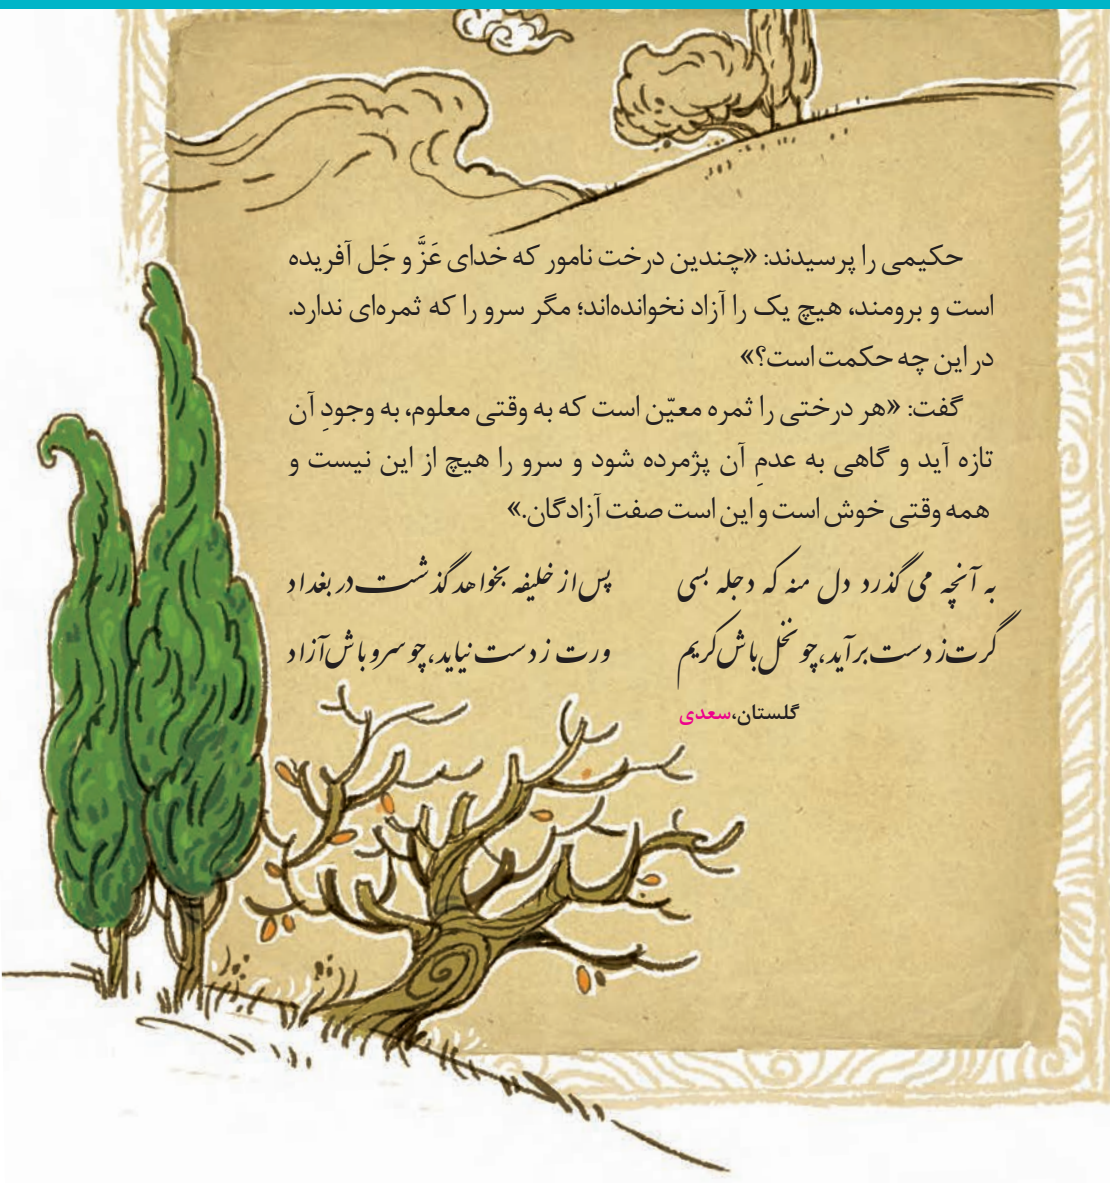 حکیمی را پرسیدند: «چندین درخت نامور که خدای عَزَّ و جَل آفریده
است و برومند، هیچ یک را آزاد نخوانده‌اند؛ مگر سرو را که ثمره‌ای ندارد.
در این چه حکمت است؟»
گفت: «هر درختی را ثمره معیّن است که به وقتی معلوم، به وجودِ آن
تازه آید و گاهی به عدمِ آن پژمرده شود و سرو را هیچ از این نیست و
همه وقتی خوش است و این است صفت آزادگان.»
به آنچه می گذرد دل منه که دجله بسی پس از خلیفه بخواهد گذشت در بغداد
گرت ز دست برآید، چو نخل باش کریم ورت ز دست نیاید، چو سرو باش آزاد
گلستان، سعدی